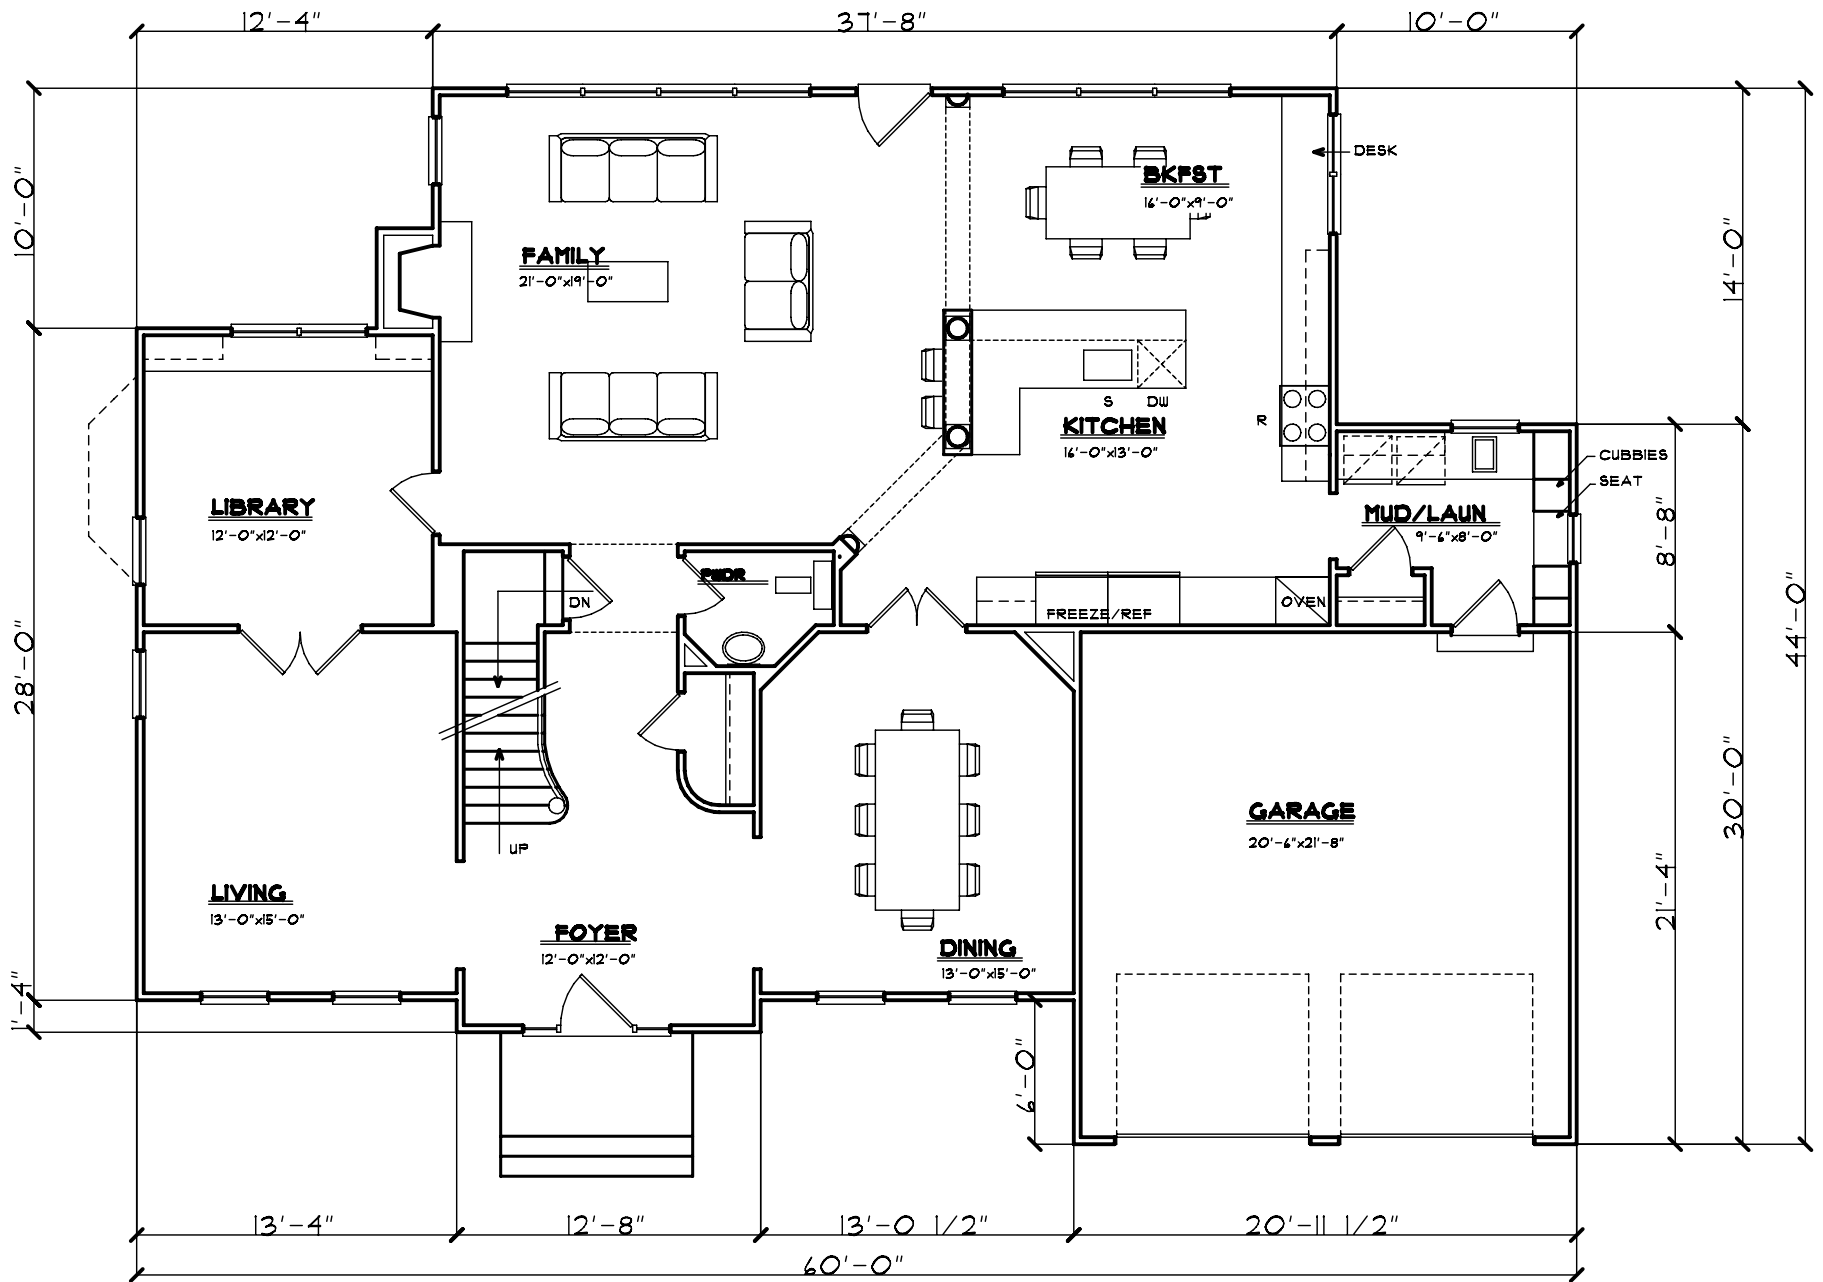 12'-4"
37'-8"
10'-0"
DESK
BKFST
16'-0"x9'-0"
10'-0"
14'-0"
FAMILY
21'-0"x19'-0"
S
DW
R
KITCHEN
16'-0"x13'-0"
CUBBIES
SEAT
LIBRARY
12'-0"x12'-0"
MUD/LAUN
9'-6"x8'-0"
8'-8"
PWDR
DN
FREEZE/REF
OVEN
44'-0"
28'-0"
30'-0"
GARAGE
20'-6"x21'-8"
UP
LIVING
13'-0"x15'-0"
21'-4"
FOYER
12'-0"x12'-0"
DINING
13'-0"x15'-0"
1'-4"
6'-0"
13'-4"
12'-8"
13'-0 1/2"
20'-11 1/2"
60'-0"